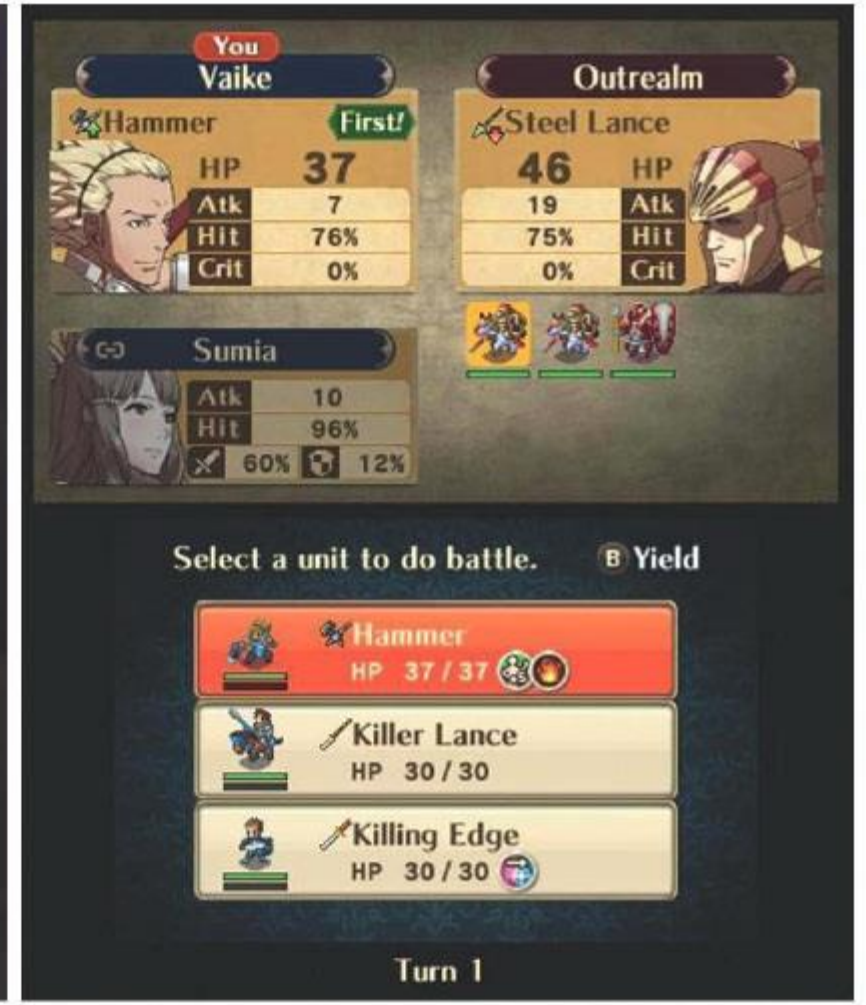 You
Vaike
Hammer First!
HP 37
Atk 7
Hit 76%
Crit 0%
Outrealm
Steel Lance
46 HP
19 Atk
75% Hit
0% Crit
Sumia
Atk 10
Hit 96%
60% 12%
Select a unit to do battle. B Yield
Hammer
HP 37/37
Killer Lance
HP 30/30
Killing Edge
HP 30/30
Turn 1